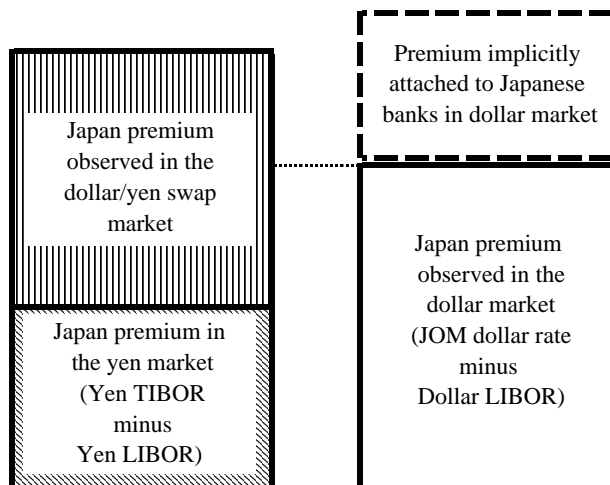 Japan premium
observed in the
dollar/yen swap
market
Japan premium in
the yen market
(Yen TIBOR
minus
Yen LIBOR)
Premium implicitly
attached to Japanese
banks in dollar market
Japan premium
observed in the
dollar market
(JOM dollar rate
minus
Dollar LIBOR)